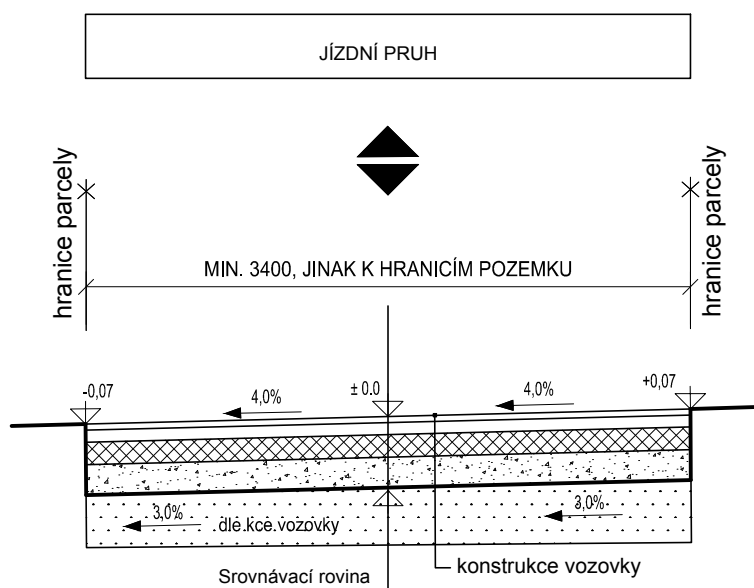 JÍZDNÍ PRUH
hranice parcely
hranice parcely
MIN. 3400, JINAK K HRANICÍM POZEMKU
-0,07
4,0%
± 0.0
4,0%
+0,07
3,0%
dle kce vozovky
3,0%
Srovnávací rovina
konstrukce vozovky